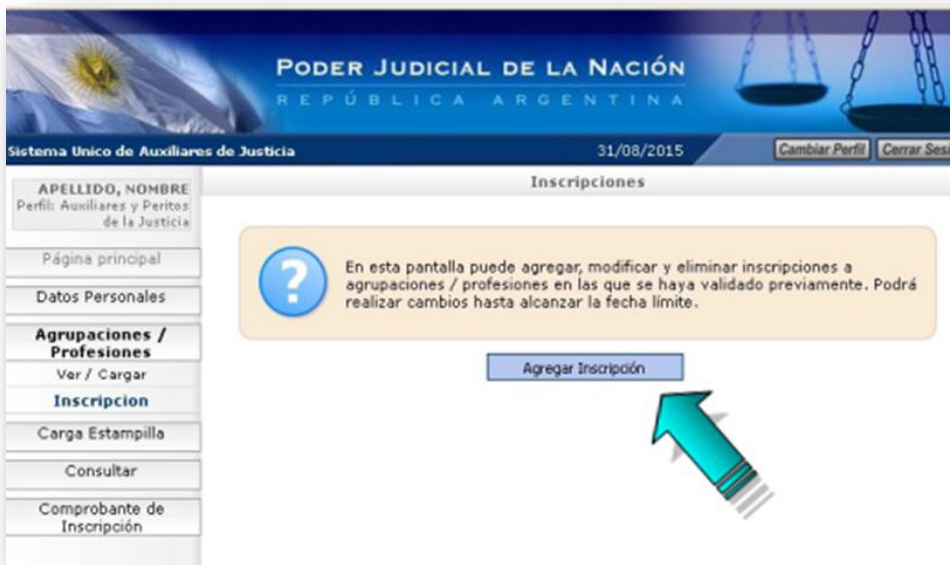 PODER JUDICIAL DE LA NACIÓN
REPÚBLICA ARGENTINA
Sistema Unico de Auxiliares de Justicia
31/08/2015
Cambiar Perfil
Cerrar Sesi
APELLIDO, NOMBRE
Perfil: Auxiliares y Peritos
de la Justicia
Página principal
Datos Personales
Agrupaciones /
Profesiones
Ver / Cargar
Inscripcion
Carga Estampilla
Consultar
Comprobante de
Inscripción
Inscripciones
?
En esta pantalla puede agregar, modificar y eliminar inscripciones a
agrupaciones / profesiones en las que se haya validado previamente. Podrá
realizar cambios hasta alcanzar la fecha límite.
Agregar Inscripción